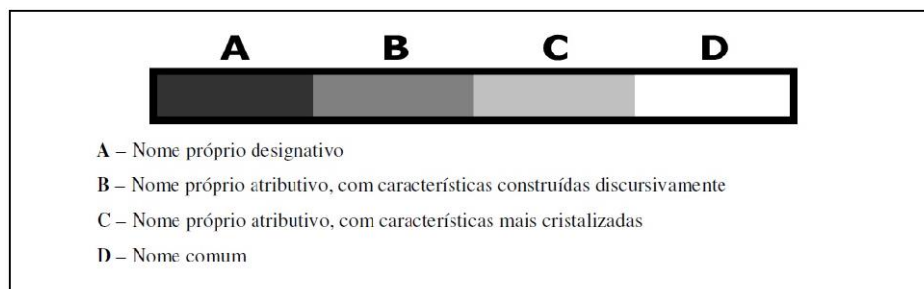 A B C D
A – Nome próprio designativo
B – Nome próprio atributivo, com características construídas discursivamente
C – Nome próprio atributivo, com características mais cristalizadas
D – Nome comum